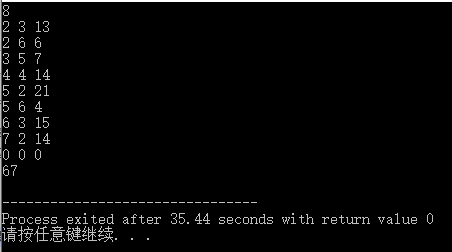 8
2 3 13
2 6 6
3 5 7
4 4 14
5 2 21
5 6 4
6 3 15
7 2 14
0 0 0
67
--------------------------------
Process exited after 35.44 seconds with return value 0
请按任意键继续. . .